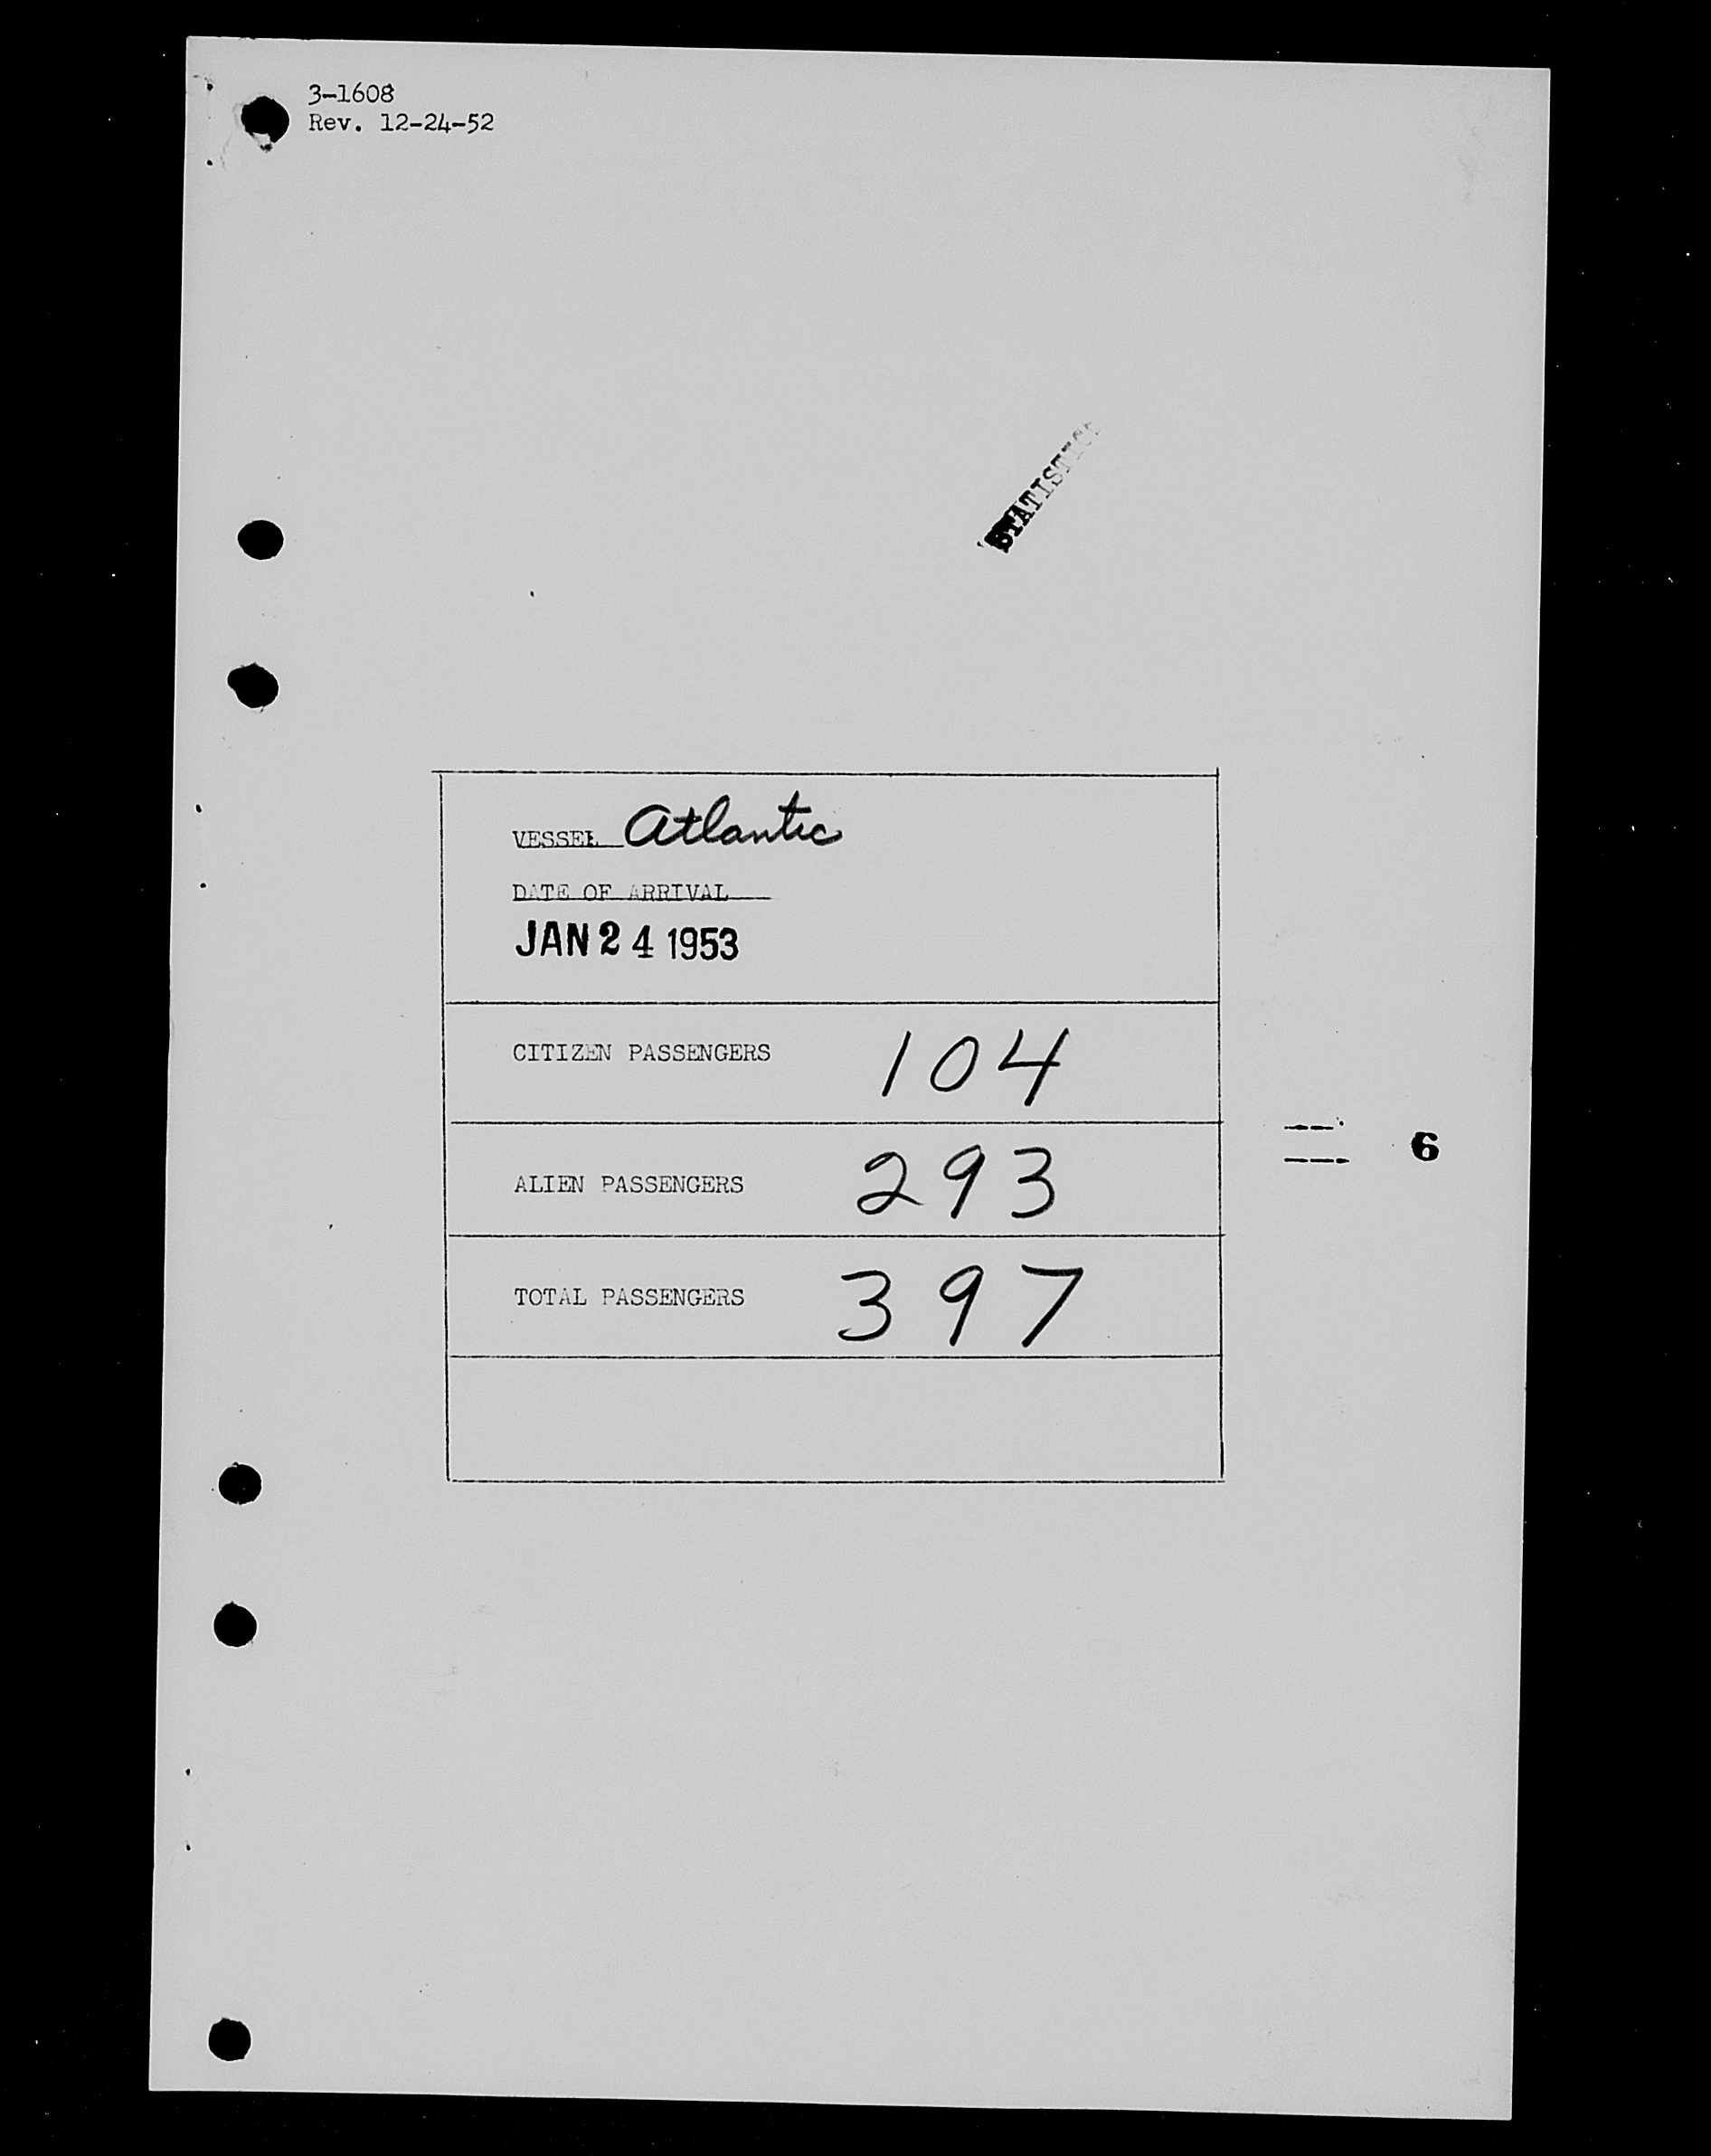 3-1608
Rev. 12-24-52
STATISTICS
VESSEL Atlantic
DATE OF ARRIVAL
JAN 24 1953
CITIZEN PASSENGERS 104
6
ALIEN PASSENGERS 293
TOTAL PASSENGERS 397